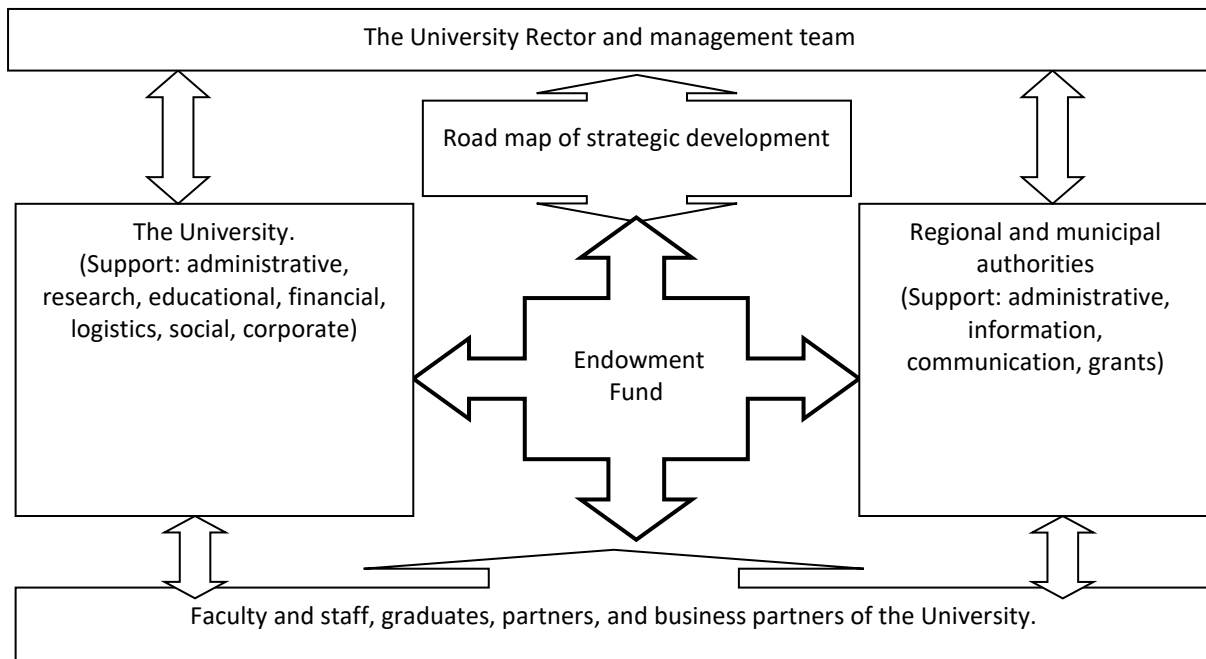 The University Rector and management team
Road map of strategic development
The University.
(Support: administrative,
research, educational, financial,
logistics, social, corporate)
Endowment
Fund
Regional and municipal
authorities
(Support: administrative,
information,
communication, grants)
Faculty and staff, graduates, partners, and business partners of the University.